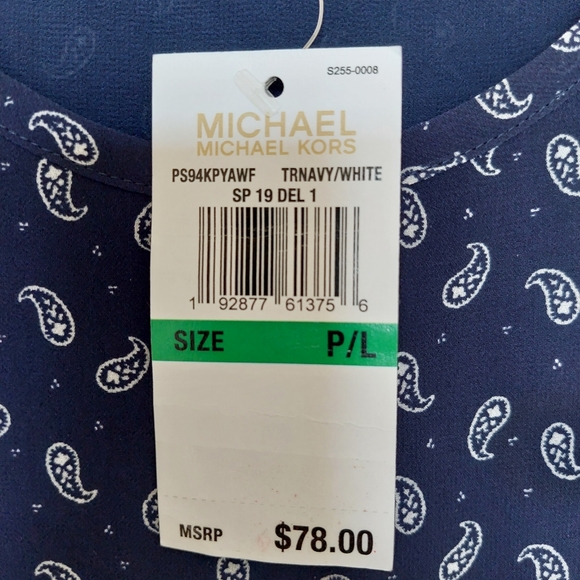 S255-0008
MICHAEL
MICHAEL KORS
PS94KPYAWF TRNAVY/WHITE
SP 19 DEL 1
1 92877 61375 6
SIZE P/L
MSRP $78.00